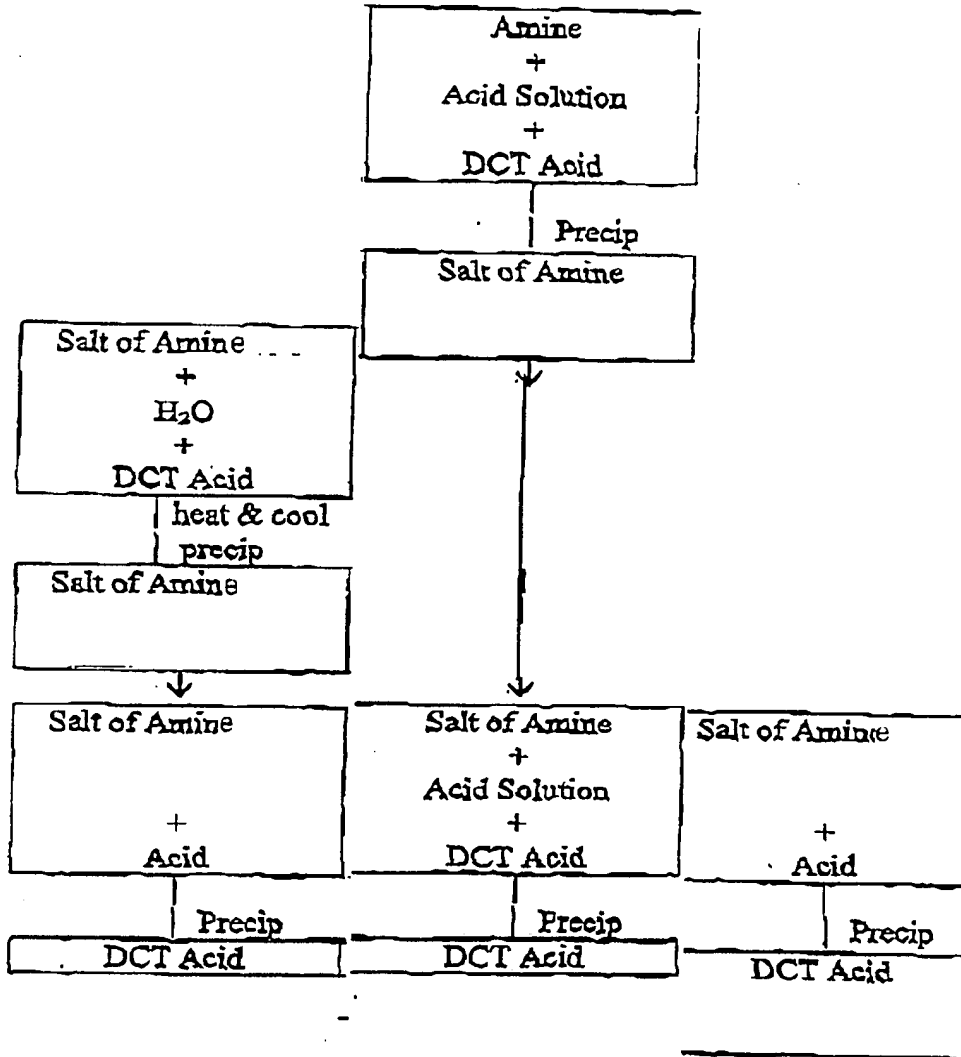 Amine
+
Acid Solution
+
DCT Acid
Precip
Salt of Amine
Salt of Amine
+
H₂O
+
DCT Acid
heat & cool
precip
Salt of Amine
Salt of Amine
+
Acid
Precip
DCT Acid
Salt of Amine
+
Acid Solution
+
DCT Acid
Precip
DCT Acid
Salt of Amine
+
Acid
Precip
DCT Acid